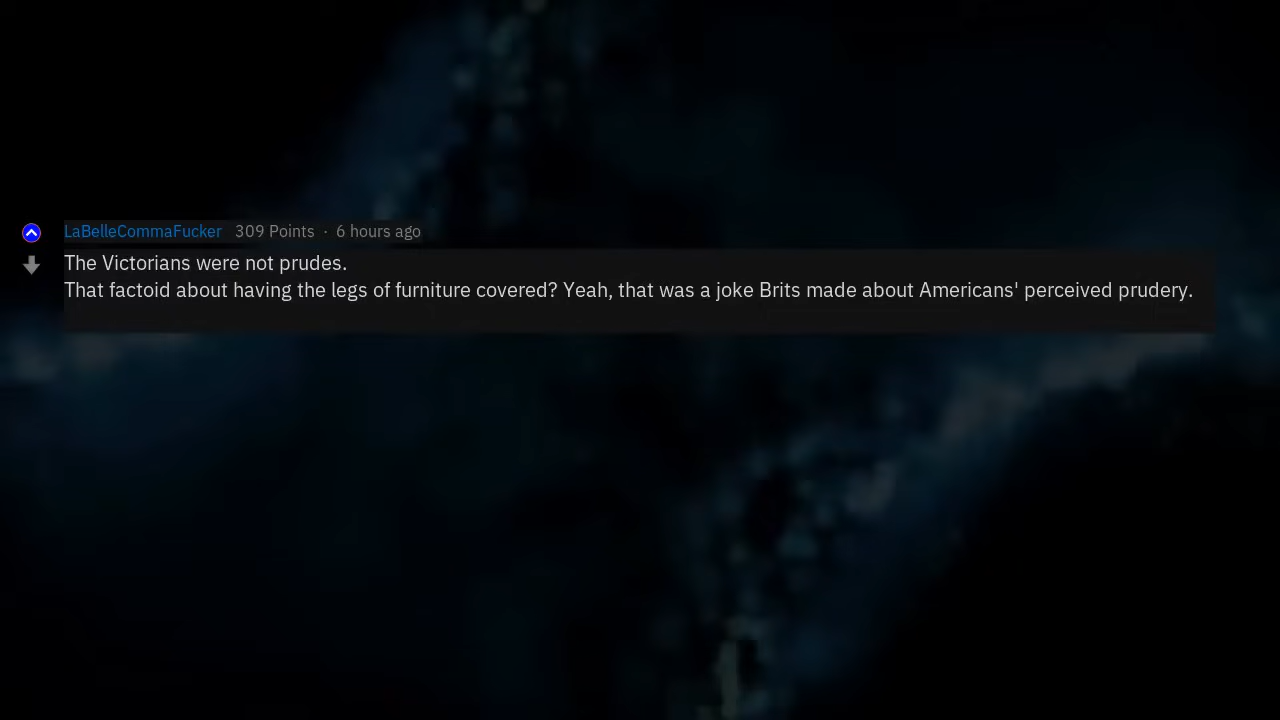 LaBelleCommaFucker 309 Points · 6 hours ago
The Victorians were not prudes.
That factoid about having the legs of furniture covered? Yeah, that was a joke Brits made about Americans' perceived prudery.